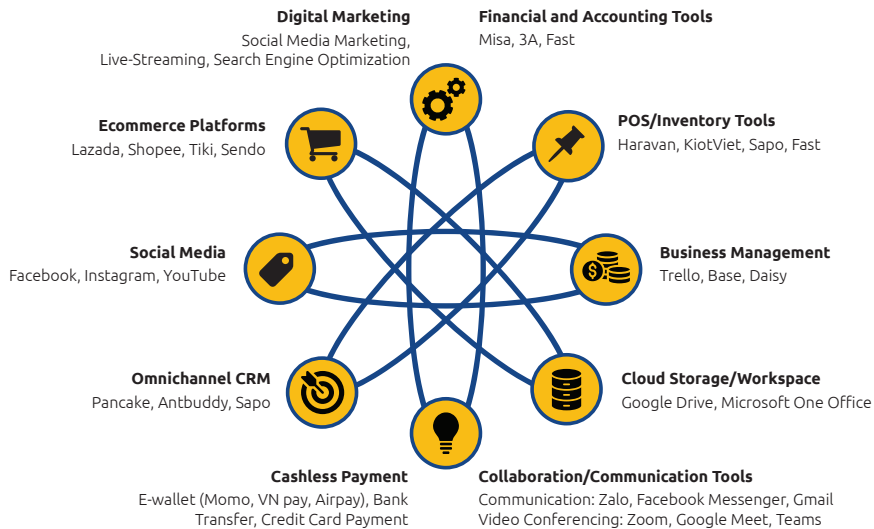 Digital Marketing
Social Media Marketing,
Live-Streaming, Search Engine Optimization
Financial and Accounting Tools
Misa, 3A, Fast
Ecommerce Platforms
Lazada, Shopee, Tiki, Sendo
POS/Inventory Tools
Haravan, KiotViet, Sapo, Fast
Social Media
Facebook, Instagram, YouTube
Business Management
Trello, Base, Daisy
Omnichannel CRM
Pancake, Antbuddy, Sapo
Cloud Storage/Workspace
Google Drive, Microsoft One Office
Cashless Payment
E-wallet (Momo, VN pay, Airpay), Bank
Transfer, Credit Card Payment
Collaboration/Communication Tools
Communication: Zalo, Facebook Messenger, Gmail
Video Conferencing: Zoom, Google Meet, Teams
$